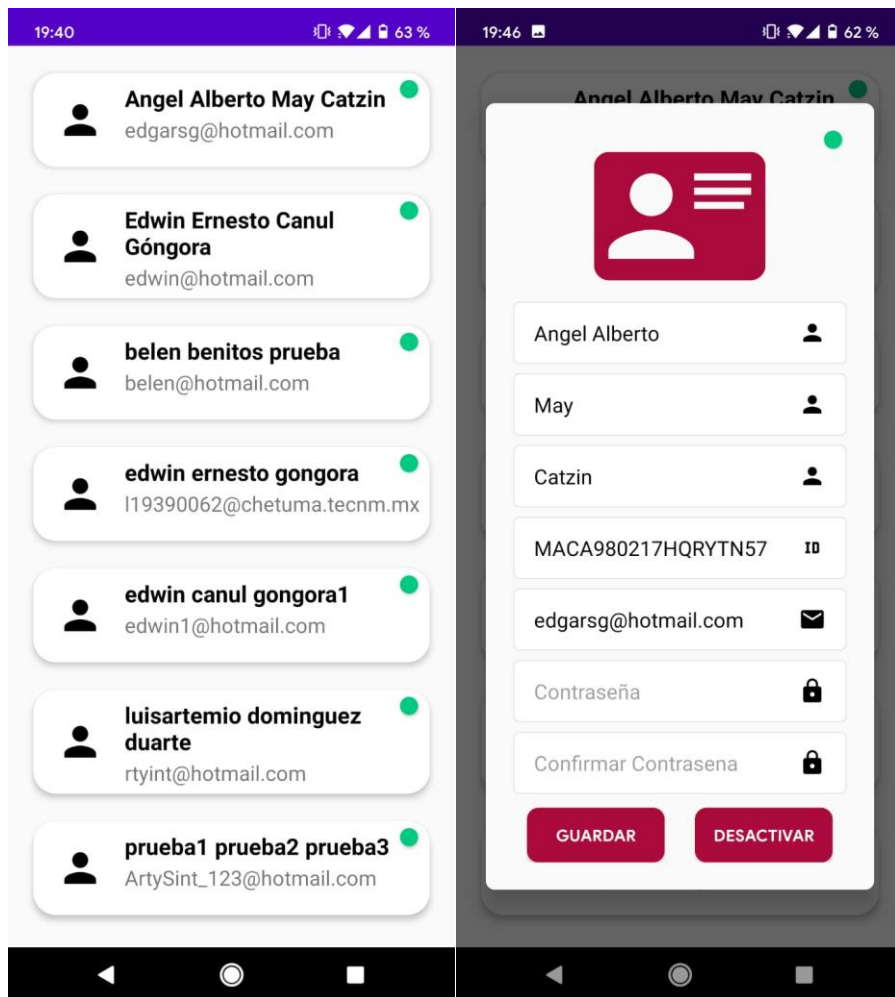 19:40 63 %
Angel Alberto May Catzin
edgarsg@hotmail.com
Edwin Ernesto Canul
Góngora
edwin@hotmail.com
belen benitos prueba
belen@hotmail.com
edwin ernesto gongora
l19390062@chetuma.tecnm.mx
edwin canul gongora1
edwin1@hotmail.com
luisartemio dominguez
duarte
rtyint@hotmail.com
prueba1 prueba2 prueba3
ArtySint_123@hotmail.com
19:46 62 %
Angel Alberto May Catzin
Angel Alberto
May
Catzin
MACA980217HQRYTN57 ID
edgarsg@hotmail.com
Contraseña
Confirmar Contrasena
GUARDAR DESACTIVAR